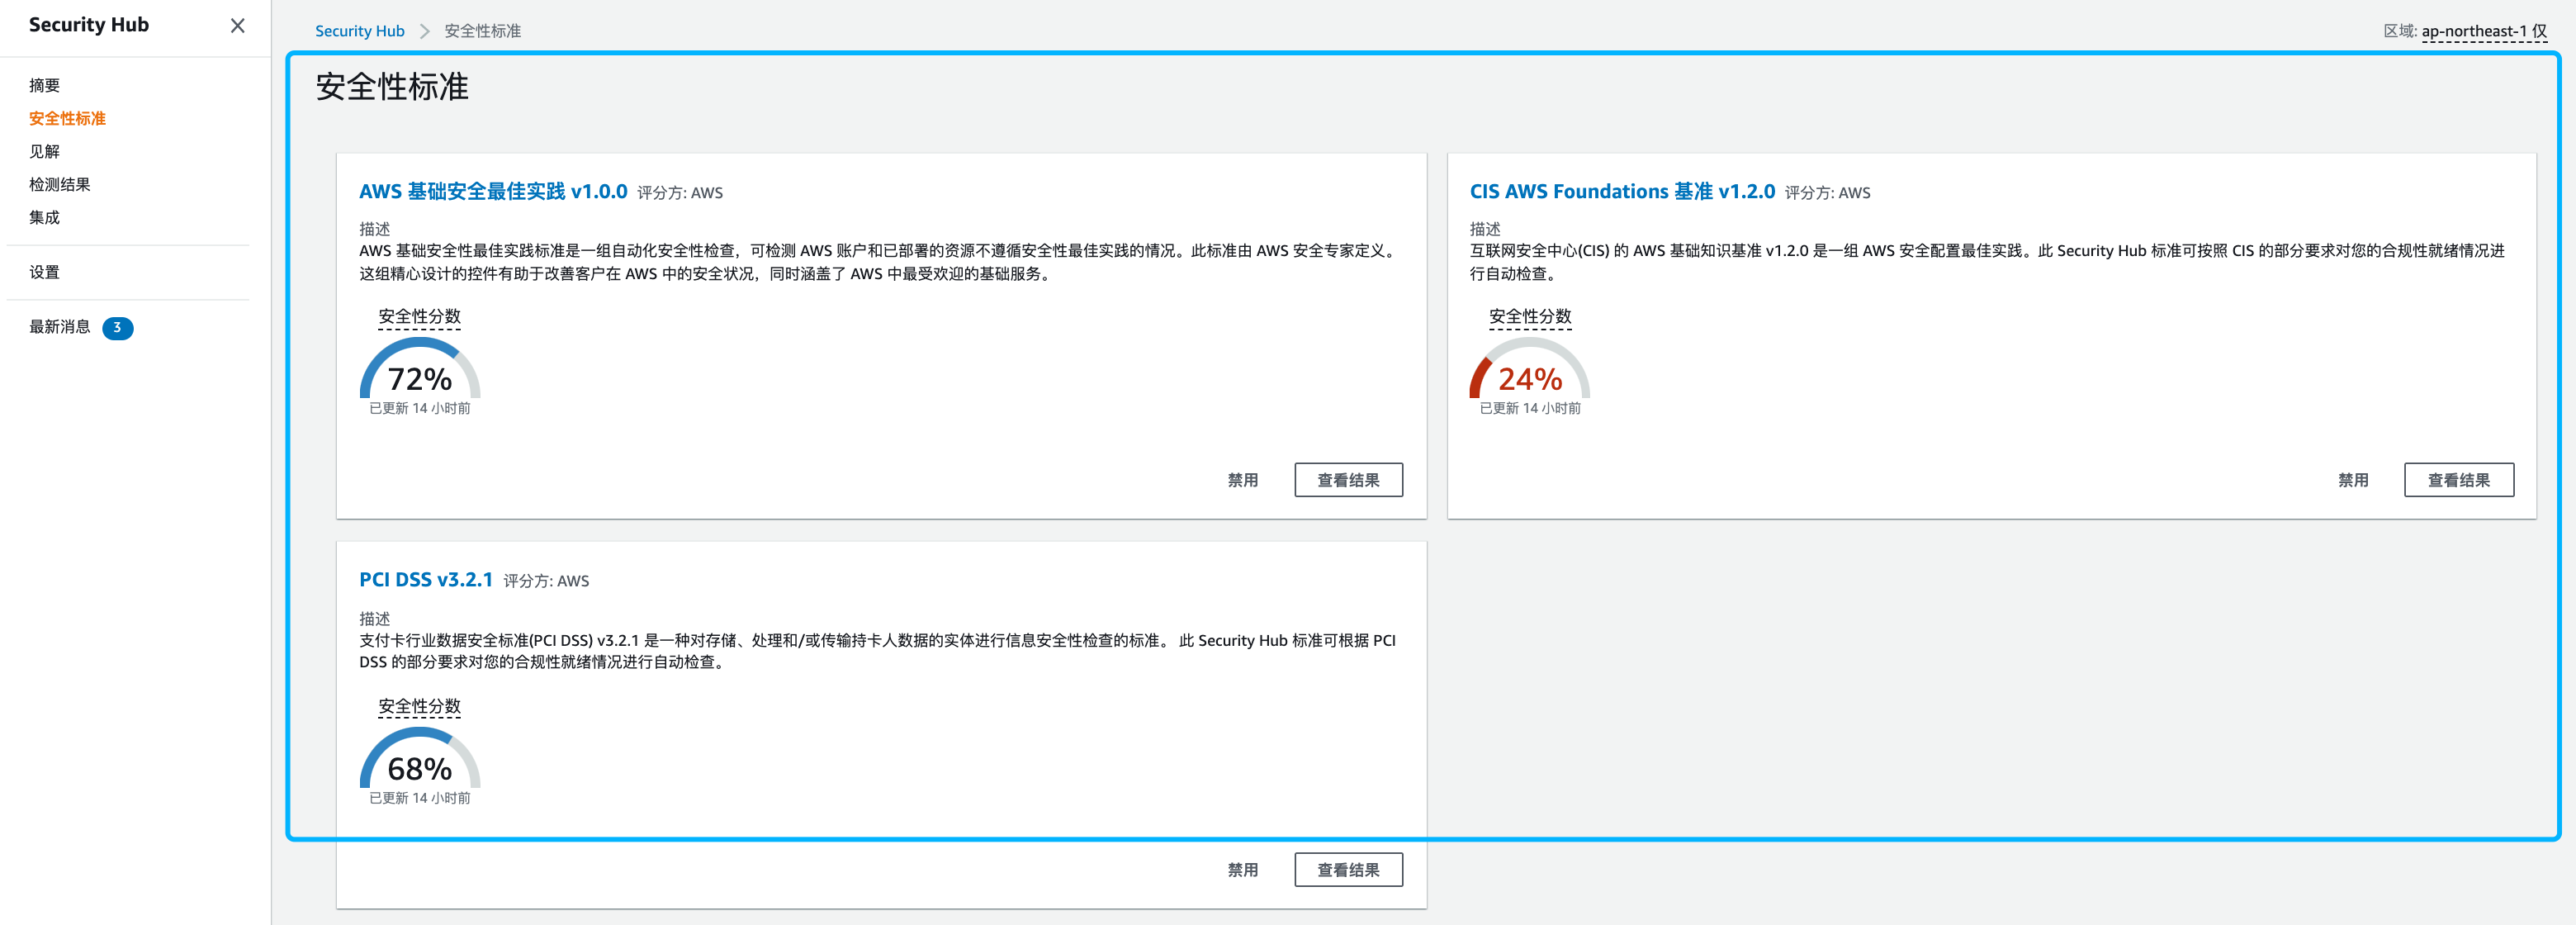 Security Hub
摘要
安全性标准
见解
检测结果
集成
设置
最新消息 3
Security Hub 安全性标准
区域: ap-northeast-1 仅
安全性标准
AWS 基础安全最佳实践 v1.0.0 评分方: AWS
描述
AWS 基础安全性最佳实践标准是一组自动化安全性检查，可检测 AWS 账户和已部署的资源不遵循安全性最佳实践的情况。此标准由 AWS 安全专家定义。
这组精心设计的控件有助于改善客户在 AWS 中的安全状况，同时涵盖了 AWS 中最受欢迎的基础服务。
安全性分数
72%
已更新 14 小时前
禁用 查看结果
CIS AWS Foundations 基准 v1.2.0 评分方: AWS
描述
互联网安全中心(CIS) 的 AWS 基础知识基准 v1.2.0 是一组 AWS 安全配置最佳实践。此 Security Hub 标准可按照 CIS 的部分要求对您的合规性就绪情况进
行自动检查。
安全性分数
24%
已更新 14 小时前
禁用 查看结果
PCI DSS v3.2.1 评分方: AWS
描述
支付卡行业数据安全标准(PCI DSS) v3.2.1 是一种对存储、处理和/或传输持卡人数据的实体进行信息安全性检查的标准。 此 Security Hub 标准可根据 PCI
DSS 的部分要求对您的合规性就绪情况进行自动检查。
安全性分数
68%
已更新 14 小时前
禁用 查看结果